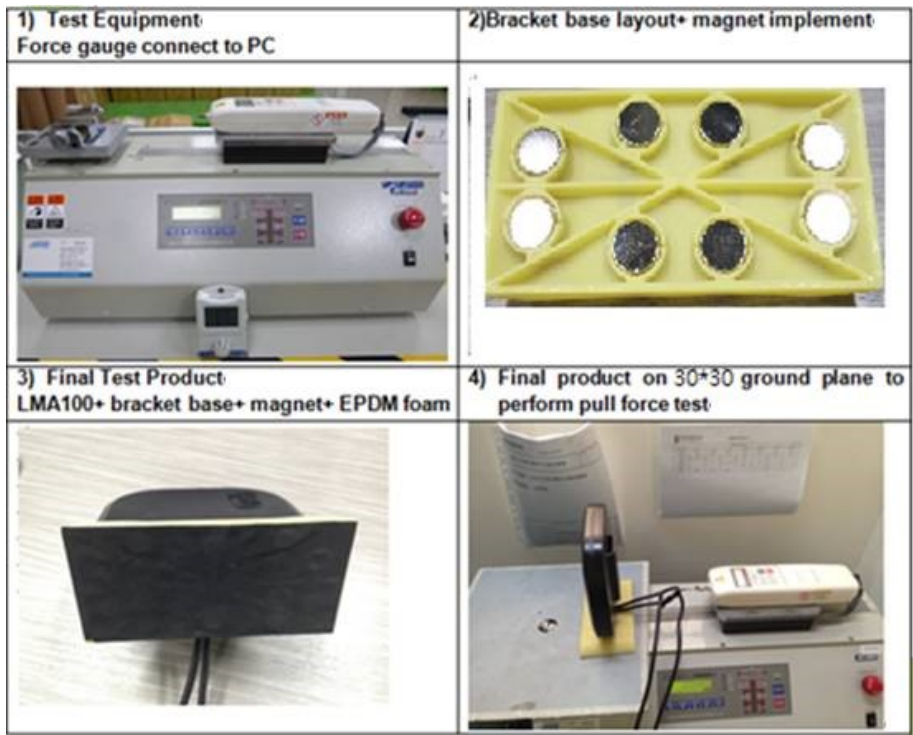 1) Test Equipment
Force gauge connect to PC
2)Bracket base layout+ magnet implement
3) Final Test Product
LMA100+ bracket base+ magnet+ EPDM foam
4) Final product on 30*30 ground plane to
perform pull force test